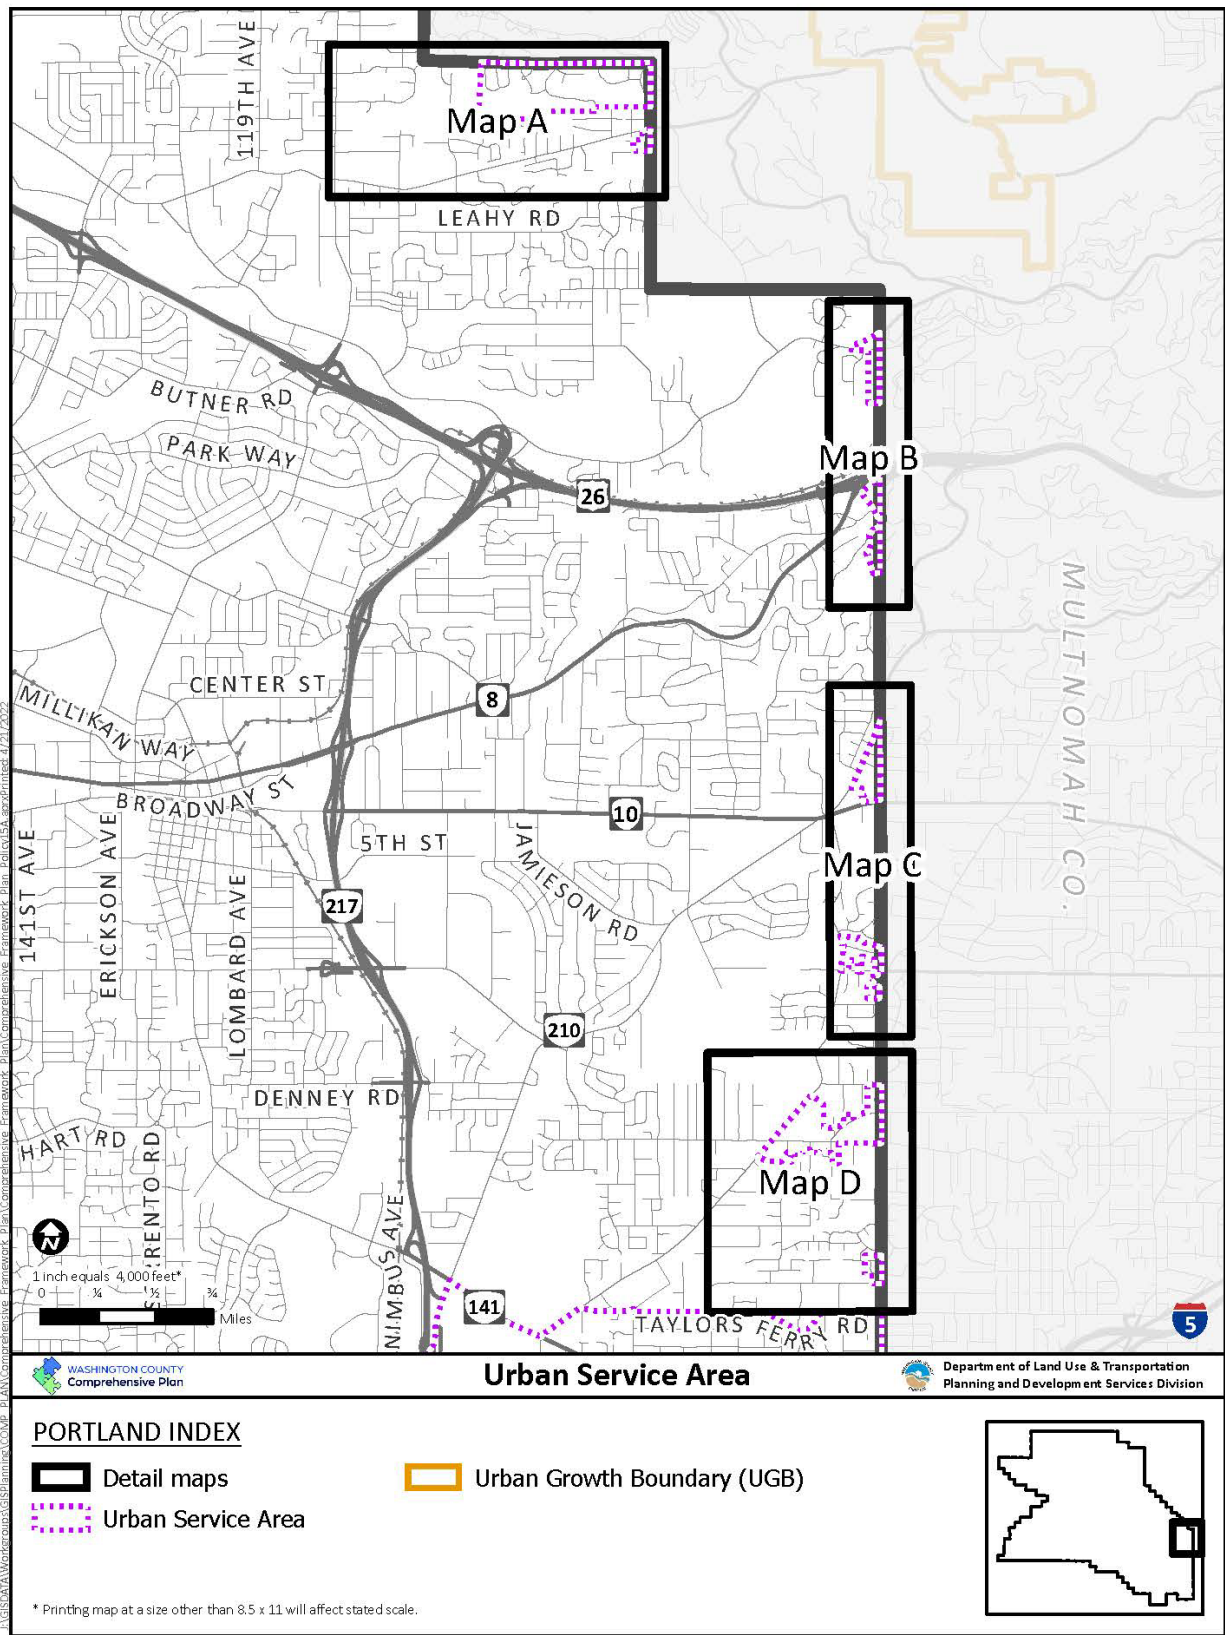 119TH AVE
Map A
LEAHY RD
BUTNER RD
PARK WAY
Map B
26
MULTNOMAH CO.
CENTER ST
8
MILLIKAN WAY
BROADWAY ST
10
5TH ST
JAMIESON RD
Map C
141ST AVE
ERICKSON AVE
LOMBARD AVE
217
210
DENNEY RD
HART RD
Map D
NIMBUS AVE
1 inch equals 4,000 feet*
0 ¼ ½ ¾
Miles
141
TAYLORS FERRY RD
5
WASHINGTON COUNTY
Comprehensive Plan
Urban Service Area
Department of Land Use & Transportation
Planning and Development Services Division
PORTLAND INDEX
Detail maps
Urban Growth Boundary (UGB)
Urban Service Area
* Printing map at a size other than 8.5 x 11 will affect stated scale.